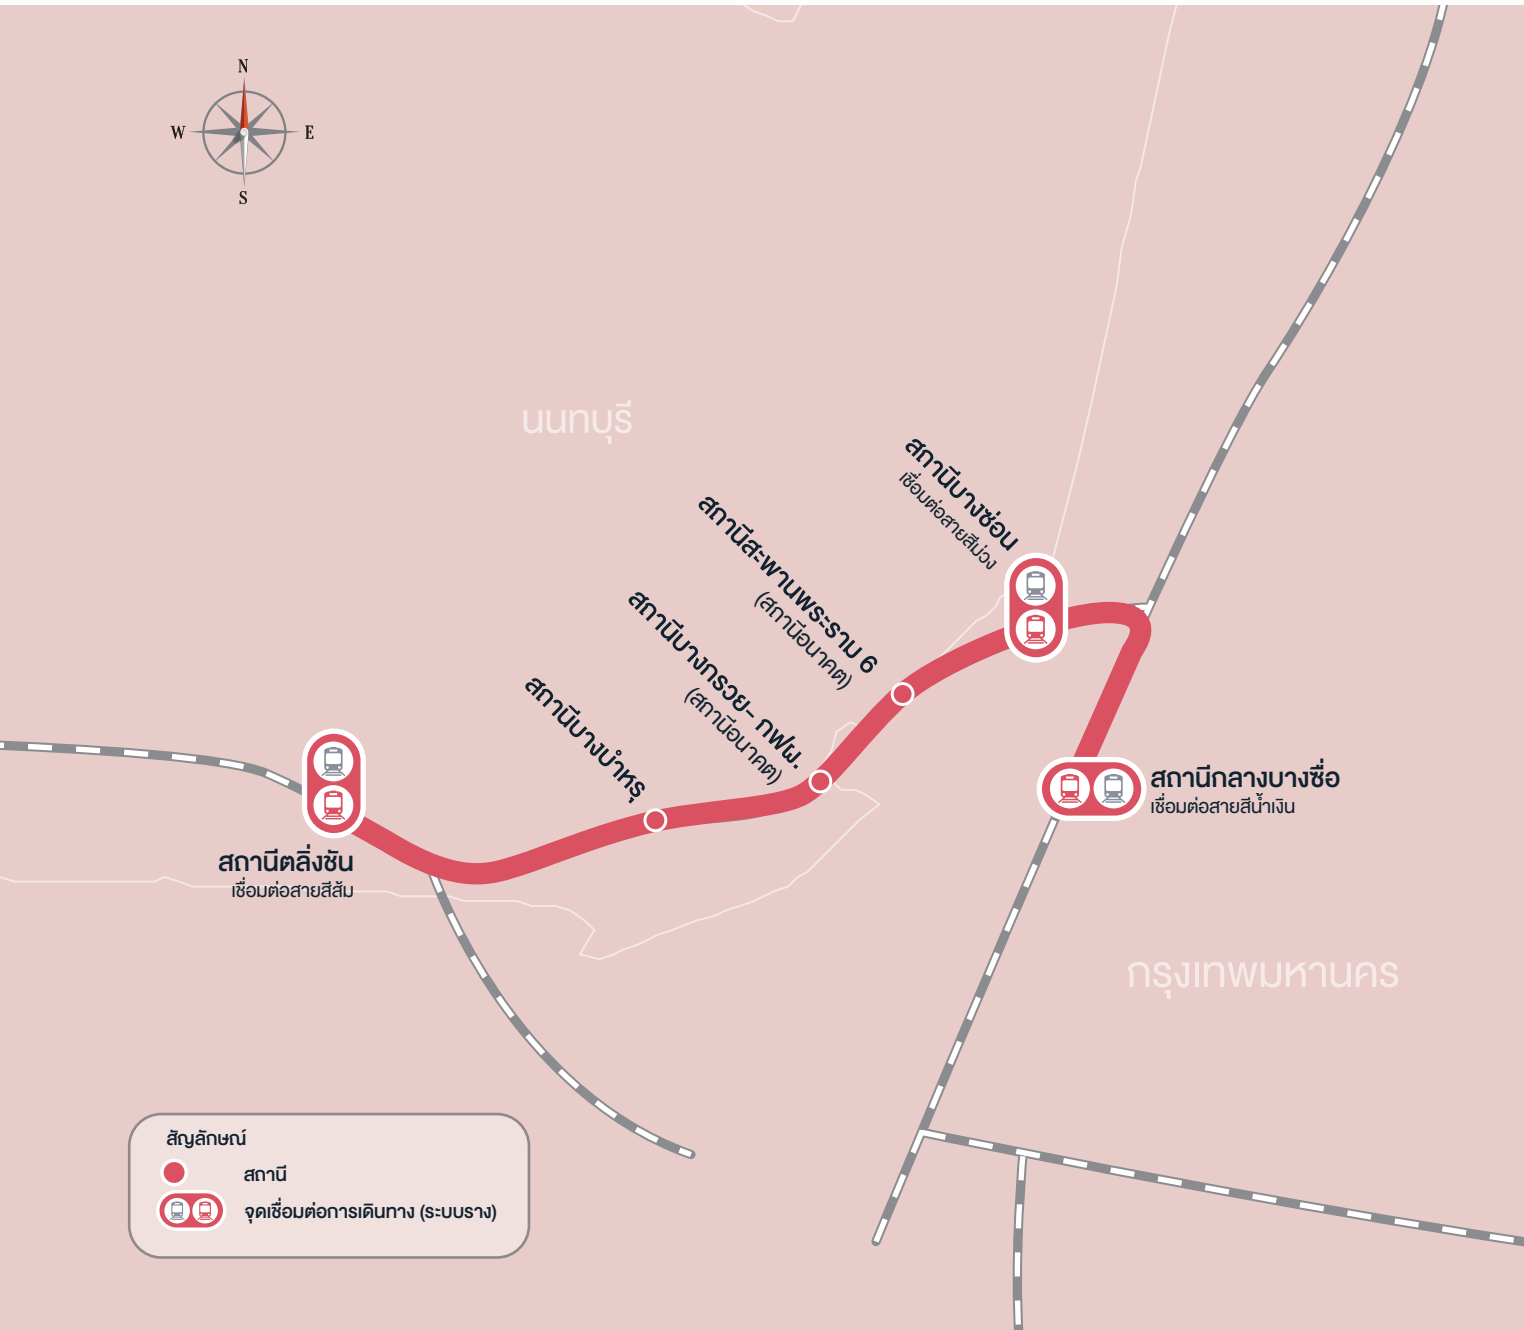 N
W
E
S
นนทบุรี
สถานีบางซ่อน
เชื่อมต่อสายสีม่วง
สถานีสะพานพระราม 6
(สถานีอนาคต)
สถานีบางกรวย- กฟผ.
(สถานีอนาคต)
สถานีบางบำหรุ
สถานีกลางบางซื่อ
เชื่อมต่อสายสีน้ำเงิน
สถานีตลิ่งชัน
เชื่อมต่อสายสีส้ม
กรุงเทพมหานคร
สัญลักษณ์
สถานี
จุดเชื่อมต่อการเดินทาง (ระบบราง)